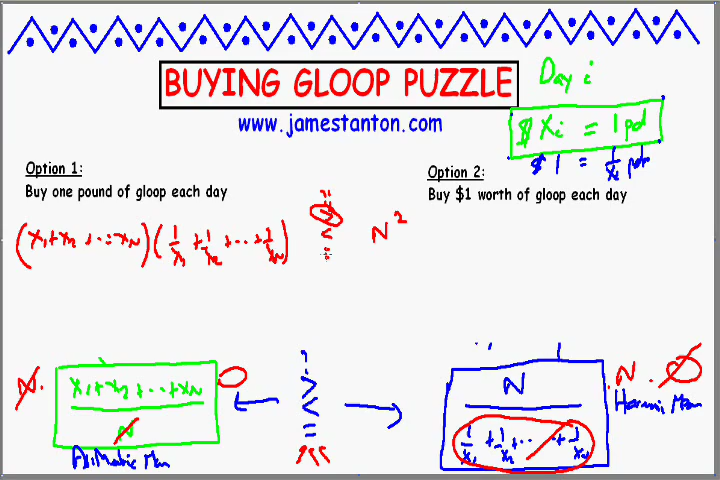 BUYING GLOOP PUZZLE
Day i
www.jamestanton.com
$ Xi = 1 pd
$ 1 = 1/xi pd
Option 1:
Buy one pound of gloop each day
Option 2:
Buy $1 worth of gloop each day
(x1+x2+...+xN)(1/x1+1/x2+...+1/xN) > < = N²
N. x1+x2+...+xN / N
? > < = ???
N / 1/x1+1/x2+...+1/xN
N.